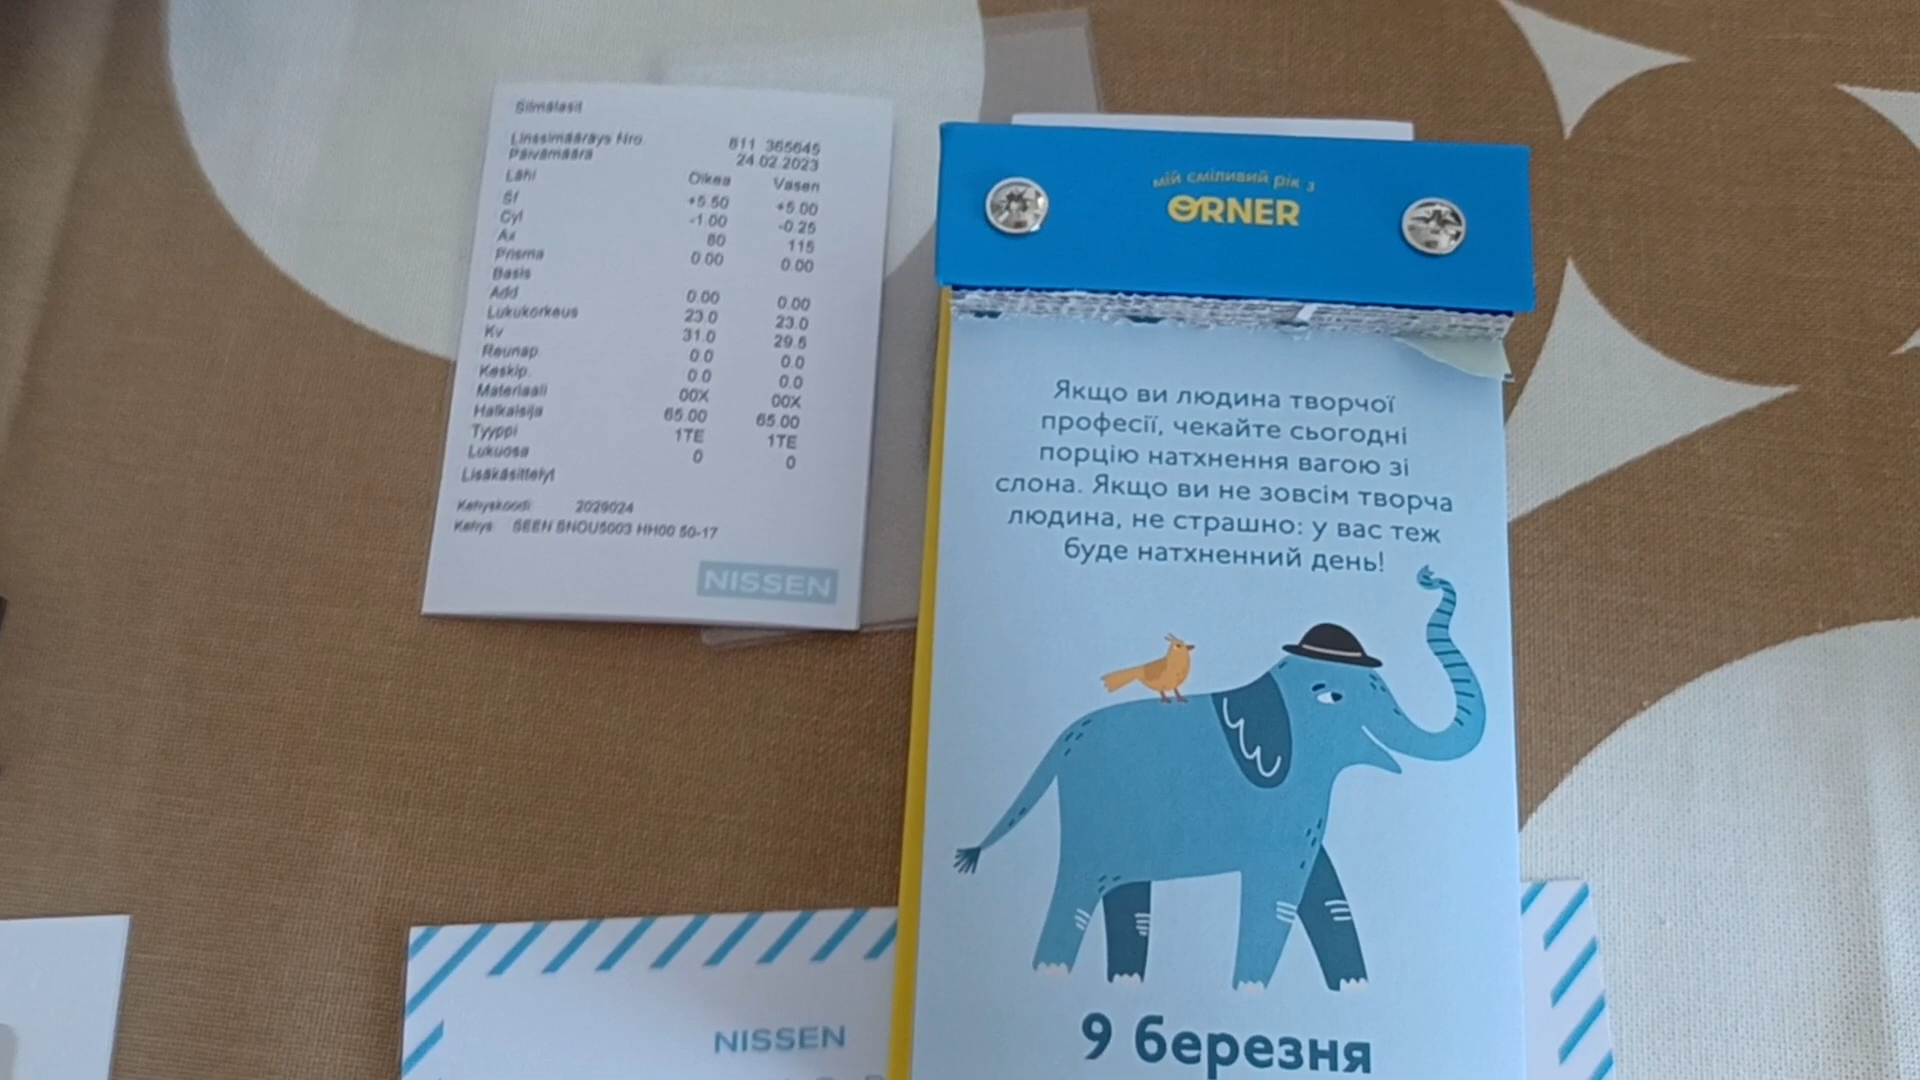 Silmälasit
Linssimääräys Nro. 811 365645
Päivämäärä 24.02.2023
Lähi Oikea Vasen
Sf +5.50 +5.00
Cyl -1.00 -0.25
Ax 80 115
Prisma 0.00 0.00
Basis
Add 0.00 0.00
Lukukorkeus 23.0 23.0
Kv 31.0 29.5
Reunap. 0.0 0.0
Keskip. 0.0 0.0
Materiaali 00X 00X
Halkaisija 65.00 65.00
Tyyppi 1TE 1TE
Lukuosa 0 0
Lisäkäsittelyt
Kehyskoodi: 2029024
Kehys SEEN SNOU5003 HH00 50-17
NISSEN
мій сміливий рік з
ORNER
Якщо ви людина творчої
професії, чекайте сьогодні
порцію натхнення вагою зі
слона. Якщо ви не зовсім творча
людина, не страшно: у вас теж
буде натхненний день!
9 березня
NISSEN